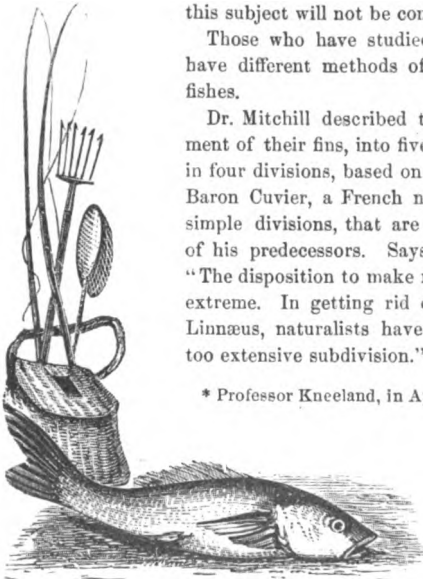 this subject will not be con
Those who have studie
have different methods of
fishes.
Dr. Mitchill described t
ment of their fins, into five
in four divisions, based on
Baron Cuvier, a French n
simple divisions, that are
of his predecessors. Says
“The disposition to make
extreme. In getting rid
Linnæus, naturalists have
too extensive subdivision.”
* Professor Kneeland, in A